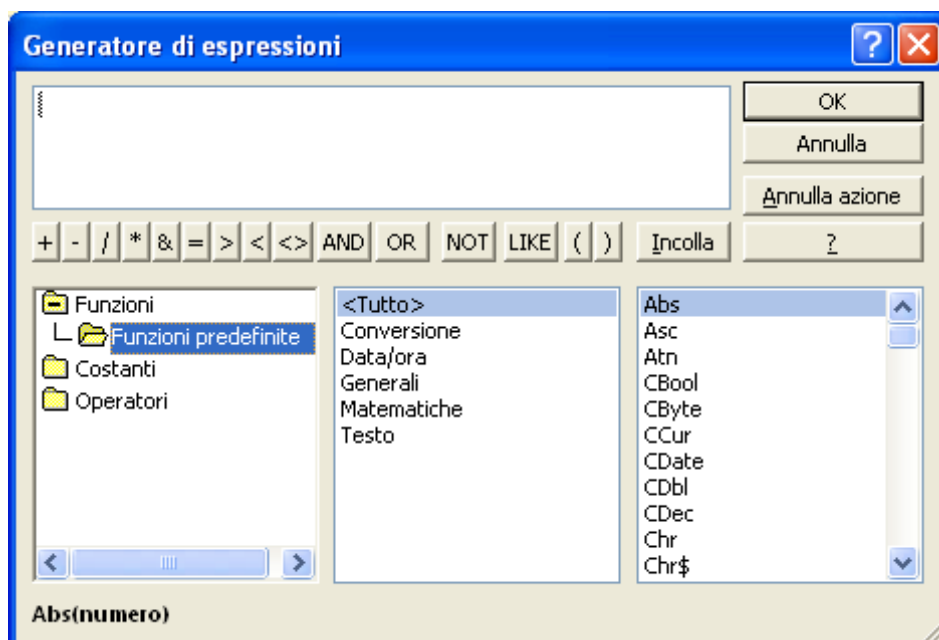 Generatore di espressioni
?
OK
Annulla
Annulla azione
+ - / * & = > < <> AND OR NOT LIKE ( ) Incolla ?
Funzioni
Funzioni predefinite
Costanti
Operatori
<Tutto>
Conversione
Data/ora
Generali
Matematiche
Testo
Abs
Asc
Atn
CBool
CByte
CCur
CDate
CDbl
CDec
Chr
Chr$
Abs(numero)